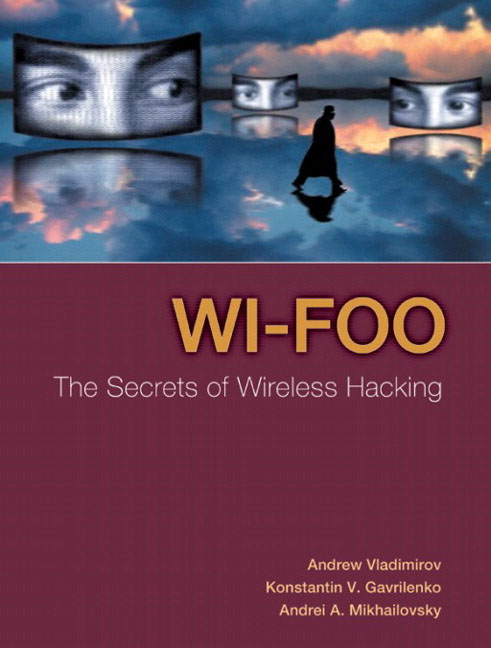 WI-FOO
The Secrets of Wireless Hacking
Andrew Vladimirov
Konstantin V. Gavrilenko
Andrei A. Mikhailovsky